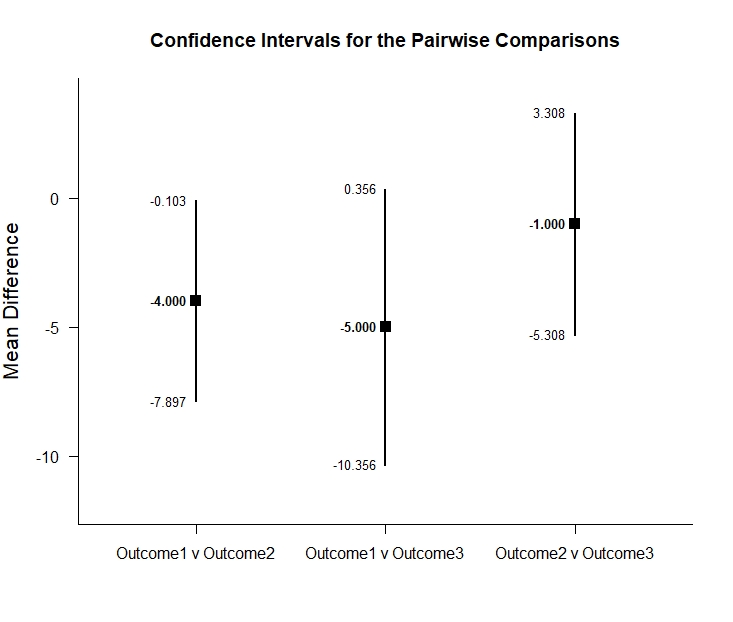 Confidence Intervals for the Pairwise Comparisons
Mean Difference
0
-5
-10
-0.103
-4.000
-7.897
0.356
-5.000
-10.356
3.308
-1.000
-5.308
Outcome1 v Outcome2
Outcome1 v Outcome3
Outcome2 v Outcome3